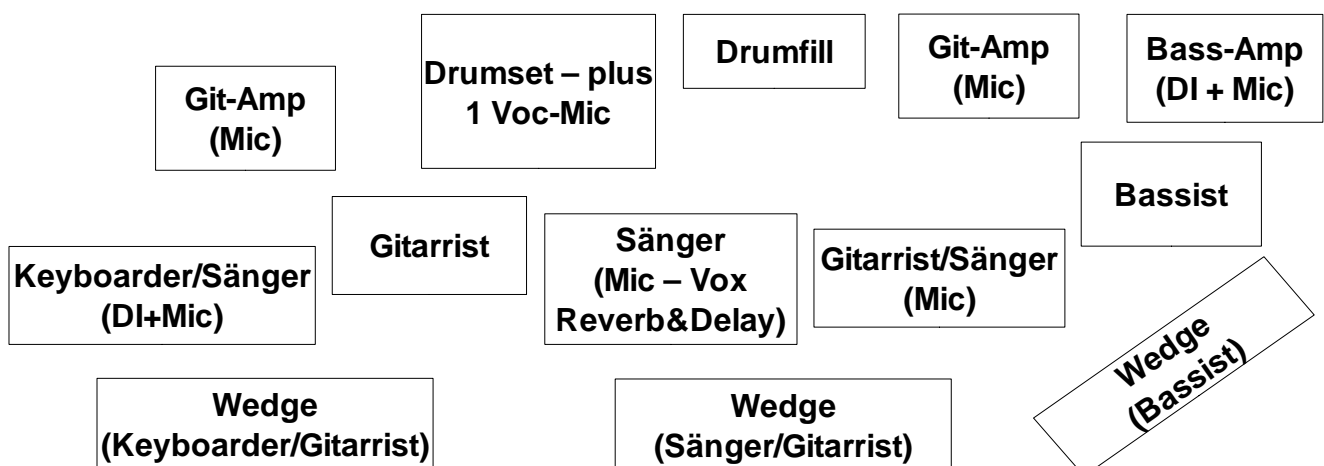 Git-Amp
(Mic)
Drumset – plus
1 Voc-Mic
Drumfill
Git-Amp
(Mic)
Bass-Amp
(DI + Mic)
Keyboarder/Sänger
(DI+Mic)
Gitarrist
Sänger
(Mic – Vox
Reverb&Delay)
Gitarrist/Sänger
(Mic)
Bassist
Wedge
(Keyboarder/Gitarrist)
Wedge
(Sänger/Gitarrist)
Wedge
(Bassist)